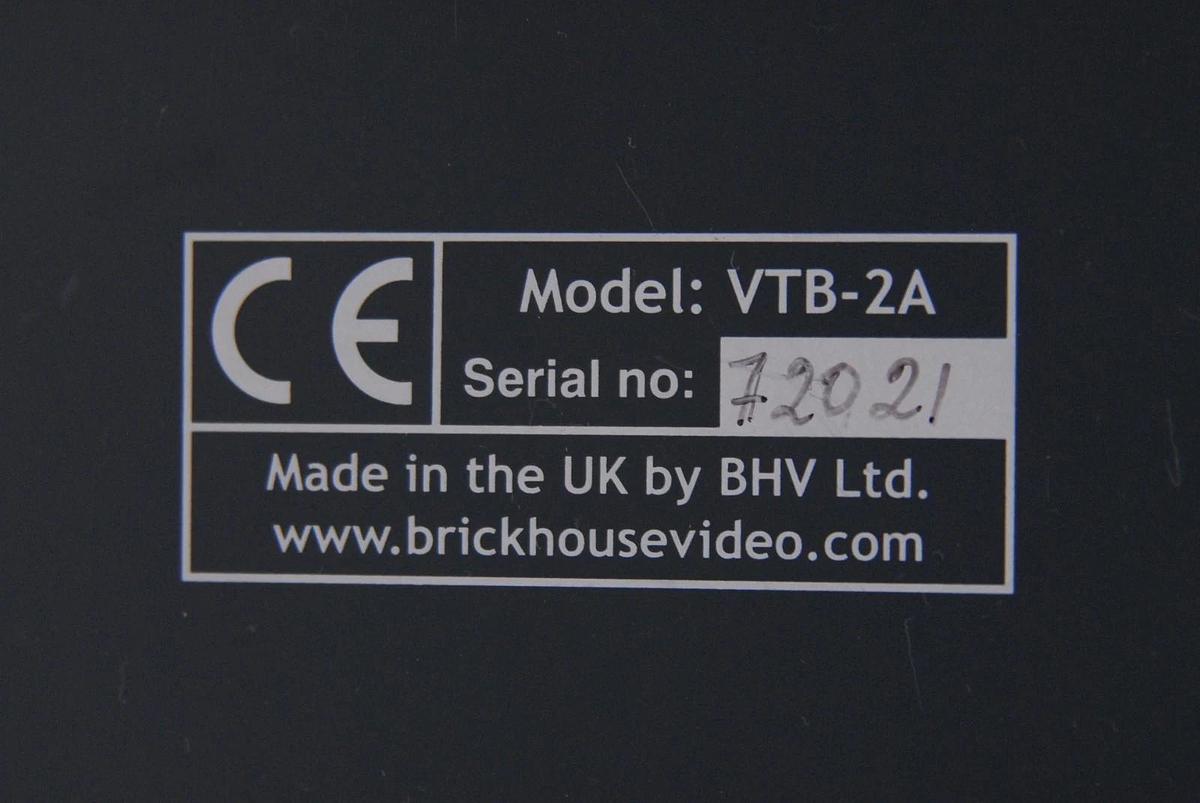 CE
Model: VTB-2A
Serial no: 72021
Made in the UK by BHV Ltd.
www.brickhousevideo.com